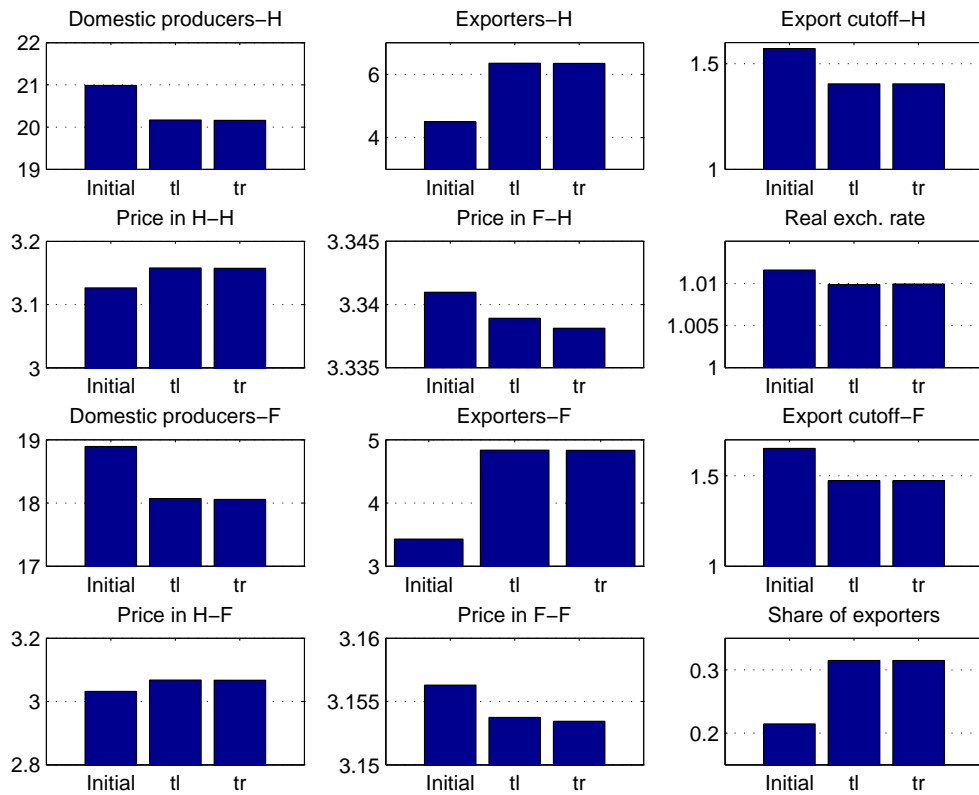 Domestic producers−H
Exporters−H
Export cutoff−H
22
21
20
19
Initial tl tr
6
4
Initial tl tr
1.5
1
Initial tl tr
Price in H−H
Price in F−H
Real exch. rate
3.2
3.1
3
Initial tl tr
3.345
3.34
3.335
Initial tl tr
1.01
1.005
1
Initial tl tr
Domestic producers−F
Exporters−F
Export cutoff−F
19
18
17
Initial tl tr
5
4
3
Initial tl tr
1.5
1
Initial tl tr
Price in H−F
Price in F−F
Share of exporters
3.2
3
2.8
Initial tl tr
3.16
3.155
3.15
Initial tl tr
0.3
0.2
Initial tl tr